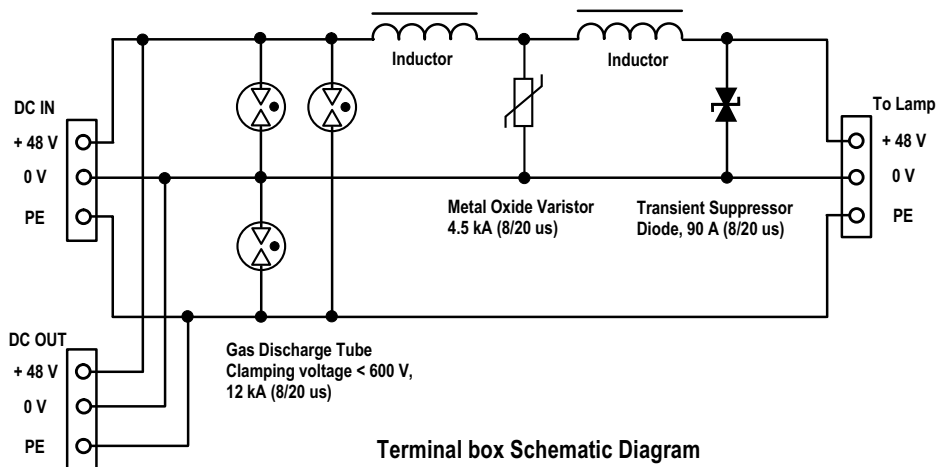 Inductor
Inductor
DC IN
+ 48 V
0 V
PE
To Lamp
+ 48 V
0 V
PE
Metal Oxide Varistor
4.5 kA (8/20 us)
Transient Suppressor
Diode, 90 A (8/20 us)
DC OUT
+ 48 V
0 V
PE
Gas Discharge Tube
Clamping voltage < 600 V,
12 kA (8/20 us)
Terminal box Schematic Diagram